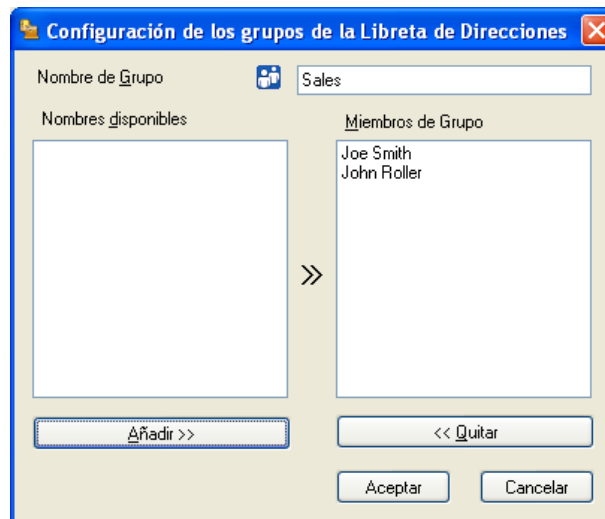 Configuración de los grupos de la Libreta de Direcciones
Nombre de Grupo
Sales
Nombres disponibles
Miembros de Grupo
Joe Smith
John Roller
Añadir >>
<< Quitar
Aceptar
Cancelar